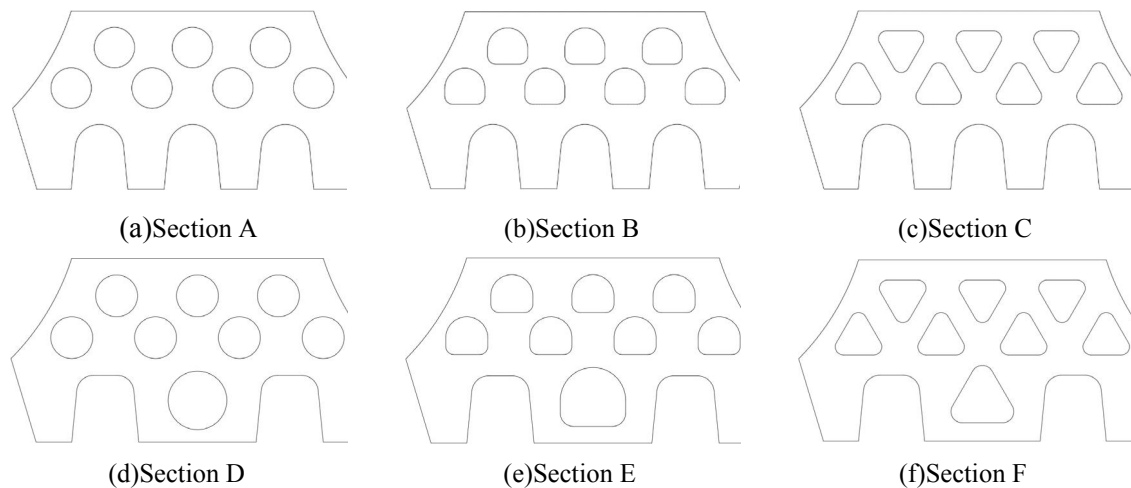 (a)Section A
(b)Section B
(c)Section C
(d)Section D
(e)Section E
(f)Section F